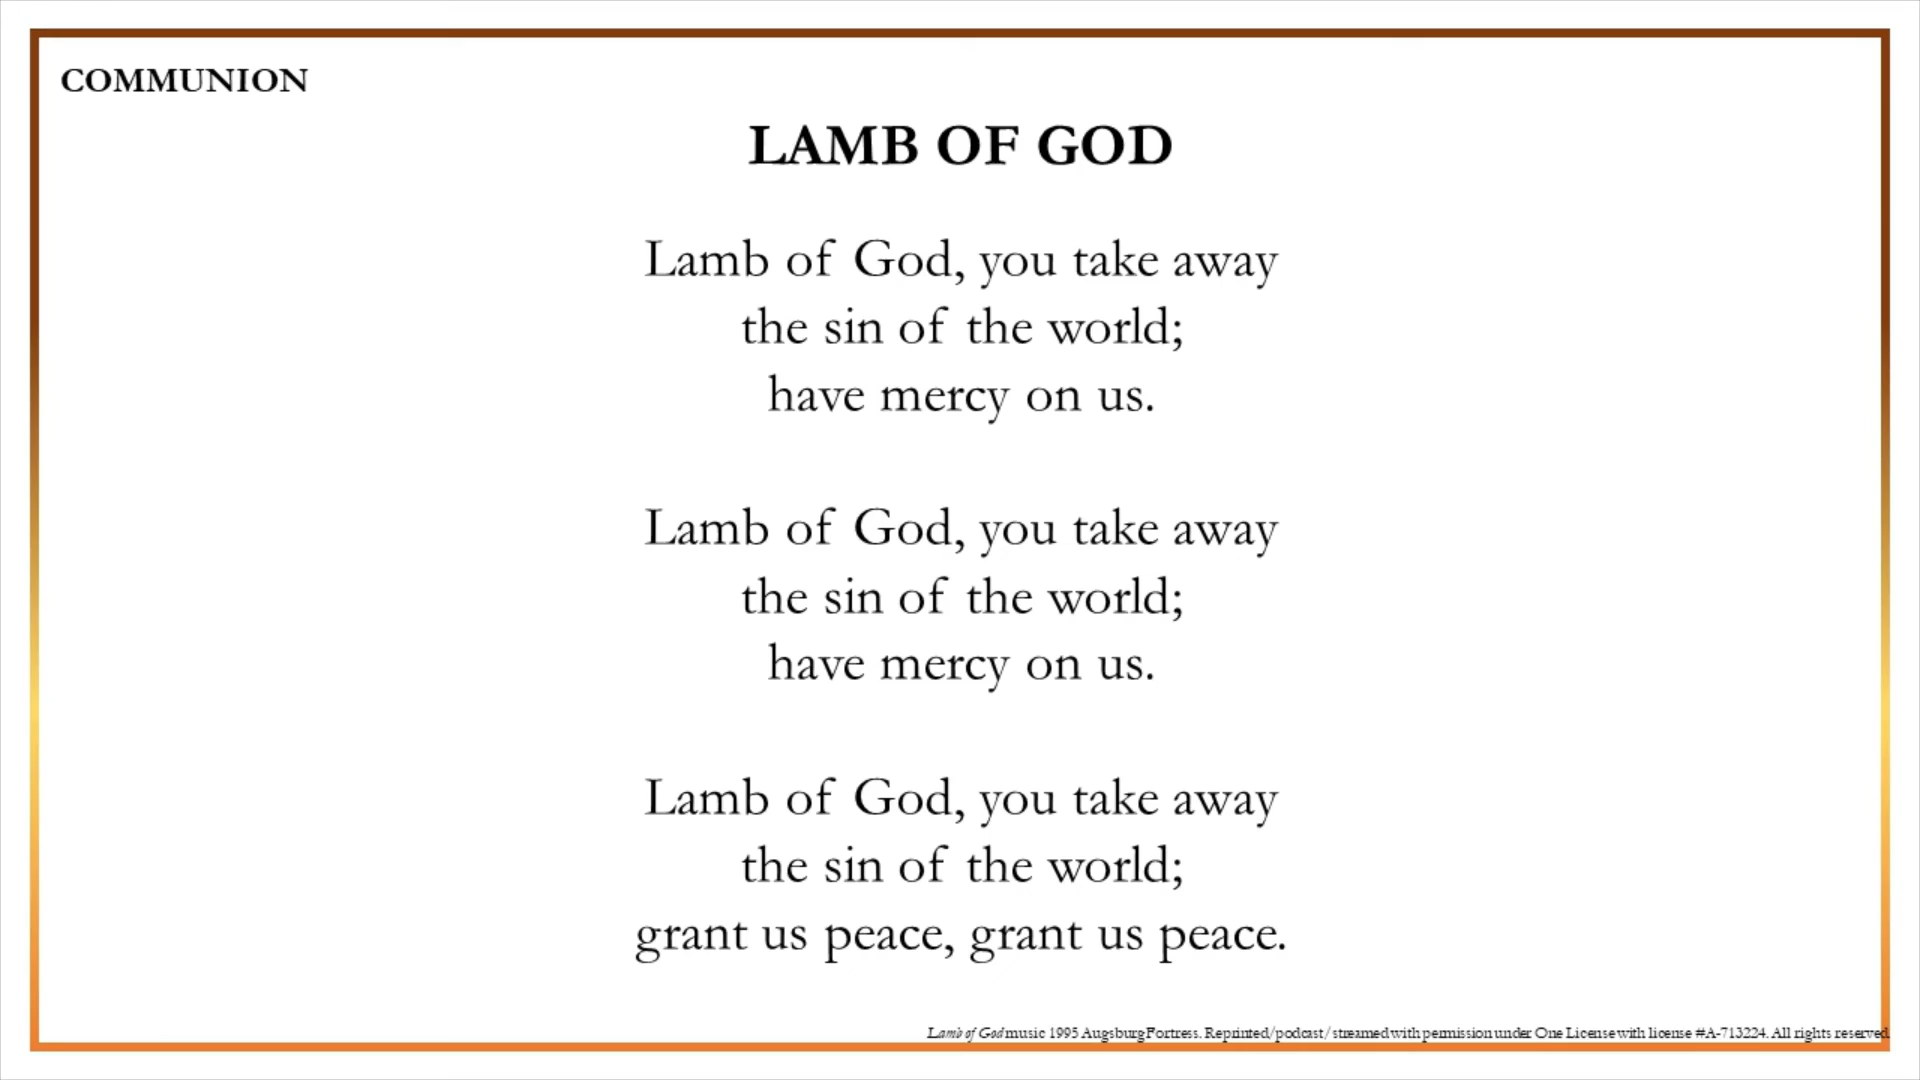 COMMUNION
LAMB OF GOD
Lamb of God, you take away
the sin of the world;
have mercy on us.
Lamb of God, you take away
the sin of the world;
have mercy on us.
Lamb of God, you take away
the sin of the world;
grant us peace, grant us peace.
Lamb of God music 1995 Augsburg Fortress. Reprinted/podcast/streamed with permission under One License with license #A-713224. All rights reserved.